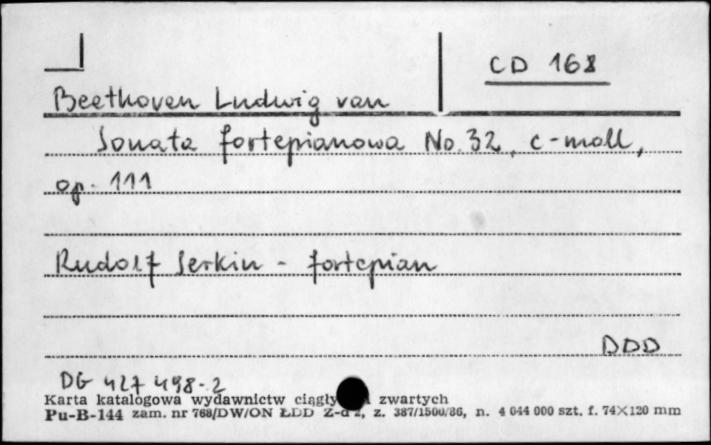 CD 168
Beethoven Ludwig van
Sonata fortepianowa No. 32, c-moll,
op. 111
Rudolf Serkin - fortepian
DDD
DG 427 498-2
Karta katalogowa wydawnictw ciągły zwartych
Pu-B-144 zam. nr 768/DW/ON ŁDD z. 387/1500/86, n. 4 044 000 szt. f. 74×120 mm